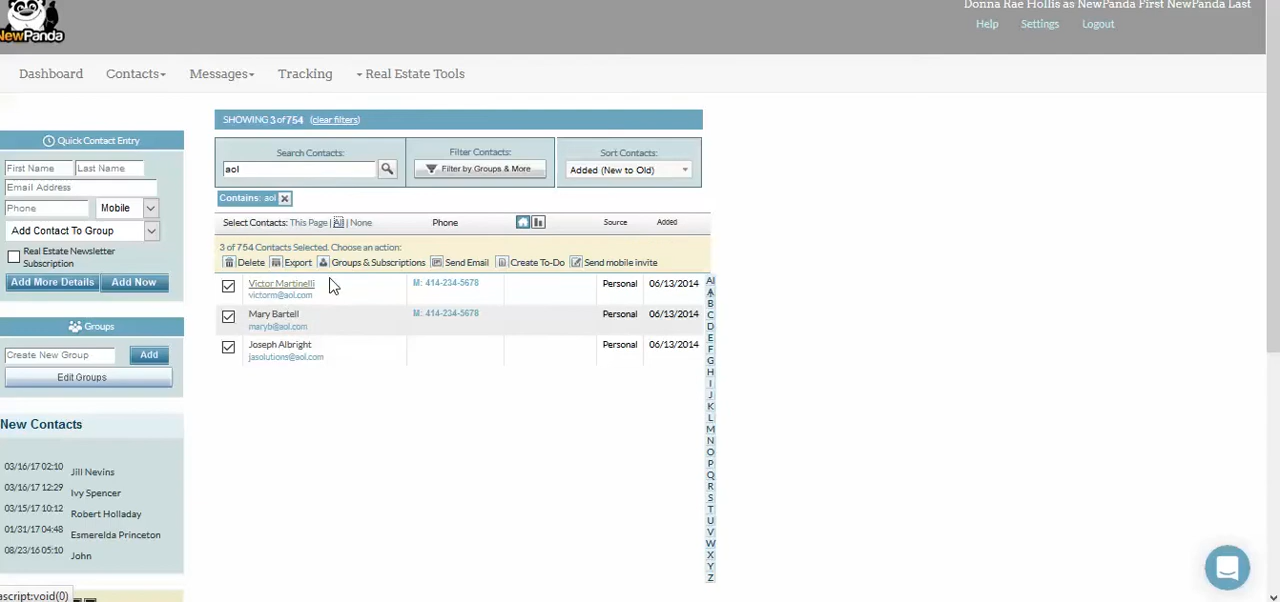 Donna Rae Hollis as NewPanda First NewPanda Last
NewPanda
Help Settings Logout
Dashboard Contacts Messages Tracking Real Estate Tools
Quick Contact Entry
First Name Last Name
Email Address
Phone Mobile
Add Contact To Group
Real Estate Newsletter
Subscription
Add More Details Add Now
Groups
Create New Group Add
Edit Groups
New Contacts
03/16/17 02:10 Jill Nevins
03/16/17 12:29 Ivy Spencer
03/15/17 10:12 Robert Holladay
01/31/17 04:48 Esmerelda Princeton
08/23/16 05:10 John
ascript:void(0)
SHOWING 3 of 754 (clear filters)
Search Contacts: Filter Contacts: Sort Contacts:
aol Filter by Groups & More Added (New to Old)
Contains: aol x
Select Contacts: This Page | All | None Phone Source Added
3 of 754 Contacts Selected. Choose an action:
Delete Export Groups & Subscriptions Send Email Create To-Do Send mobile invite
Victor Martinelli M: 414-234-5678 Personal 06/13/2014
victorm@aol.com
Mary Bartell M: 414-234-5678 Personal 06/13/2014
maryb@aol.com
Joseph Albright Personal 06/13/2014
jasolutions@aol.com
Al
A
B
C
D
E
F
G
H
I
J
K
L
M
N
O
P
Q
R
S
T
U
V
W
X
Y
Z